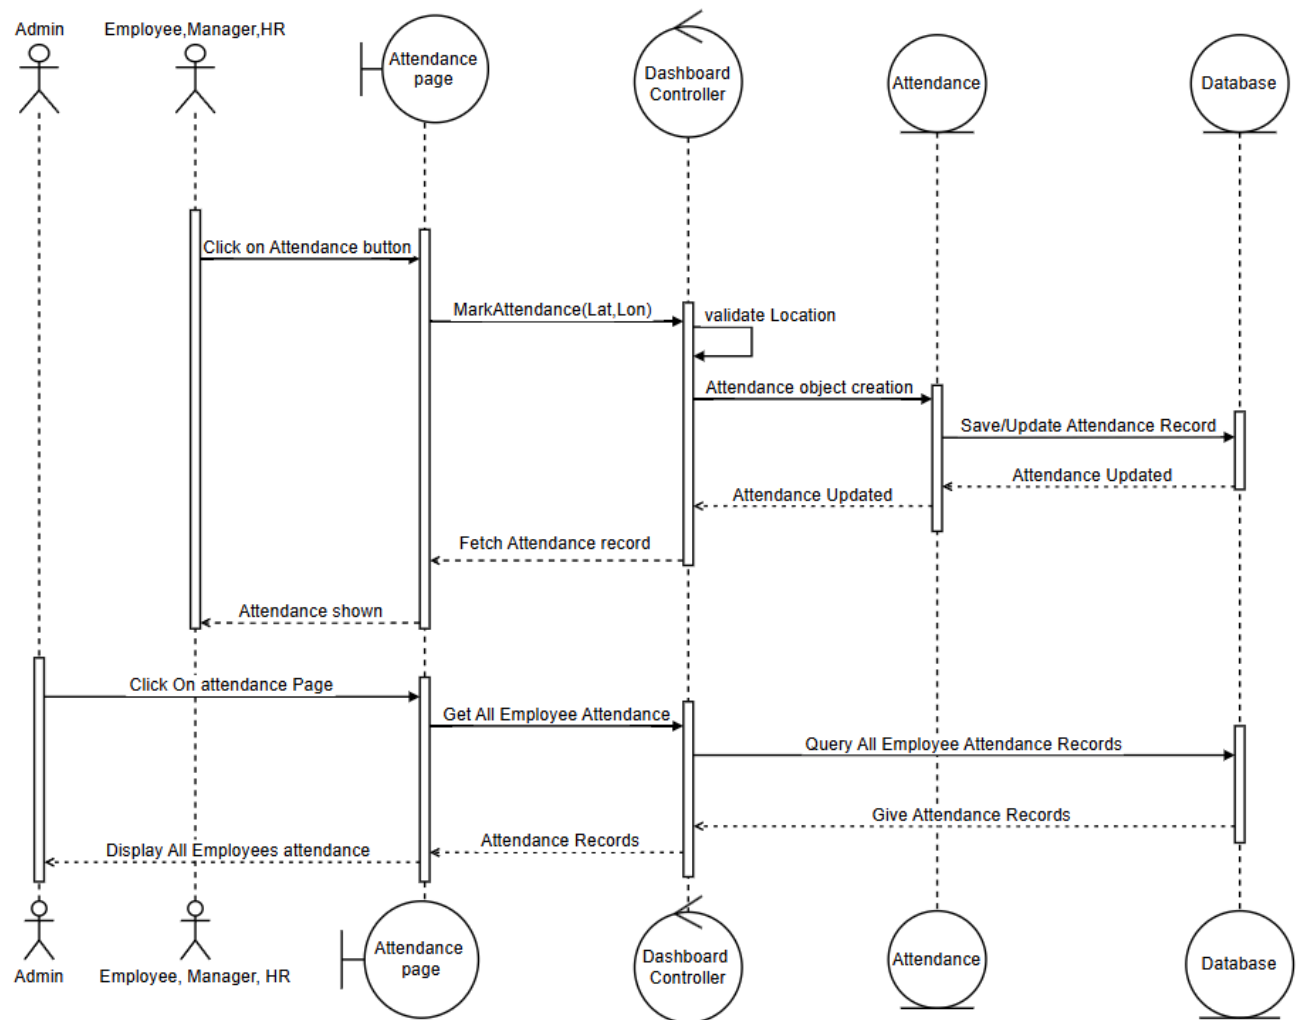 Admin
Employee,Manager,HR
Attendance
page
Dashboard
Controller
Attendance
Database
Click on Attendance button
MarkAttendance(Lat,Lon)
validate Location
Attendance object creation
Save/Update Attendance Record
Attendance Updated
Attendance Updated
Fetch Attendance record
Attendance shown
Click On attendance Page
Get All Employee Attendance
Query All Employee Attendance Records
Give Attendance Records
Attendance Records
Display All Employees attendance
Admin
Employee, Manager, HR
Attendance
page
Dashboard
Controller
Attendance
Database